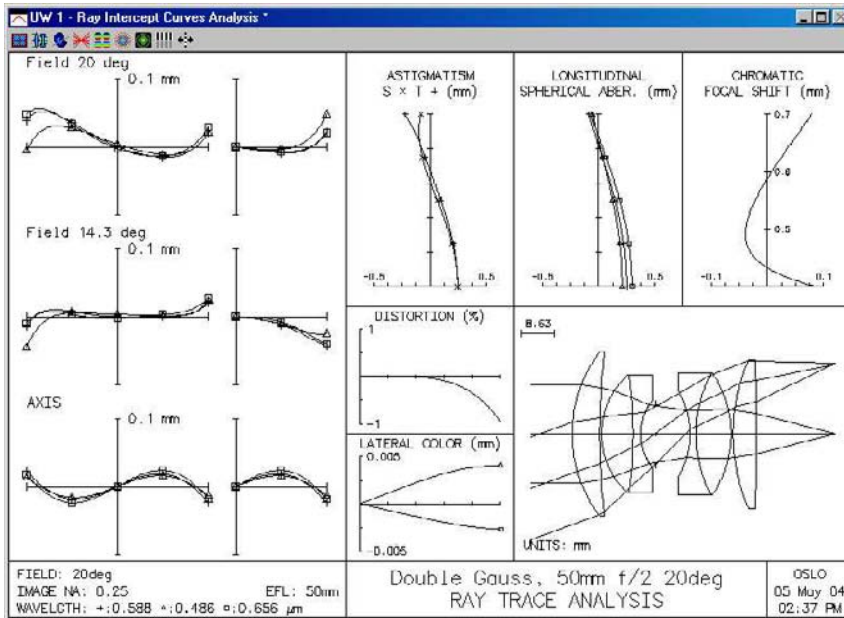 UW 1 - Ray Intercept Curves Analysis *
Field 20 deg
0.1 mm
Field 14.3 deg
0.1 mm
AXIS
0.1 mm
ASTIGMATISM
S × T + (mm)
-0.5 0.5
LONGITUDINAL
SPHERICAL ABER. (mm)
-0.5 0.5
CHROMATIC
FOCAL SHIFT (mm)
0.7
0.6
0.5
-0.1 0.1
DISTORTION (%)
1
-1
LATERAL COLOR (mm)
0.005
-0.005
8.63
UNITS: mm
FIELD: 20deg
IMAGE NA: 0.25 EFL: 50mm
WAVELGTH: +:0.588 ▵:0.486 □:0.656 µm
Double Gauss, 50mm f/2 20deg
RAY TRACE ANALYSIS
OSLO
05 May 04
02:37 PM